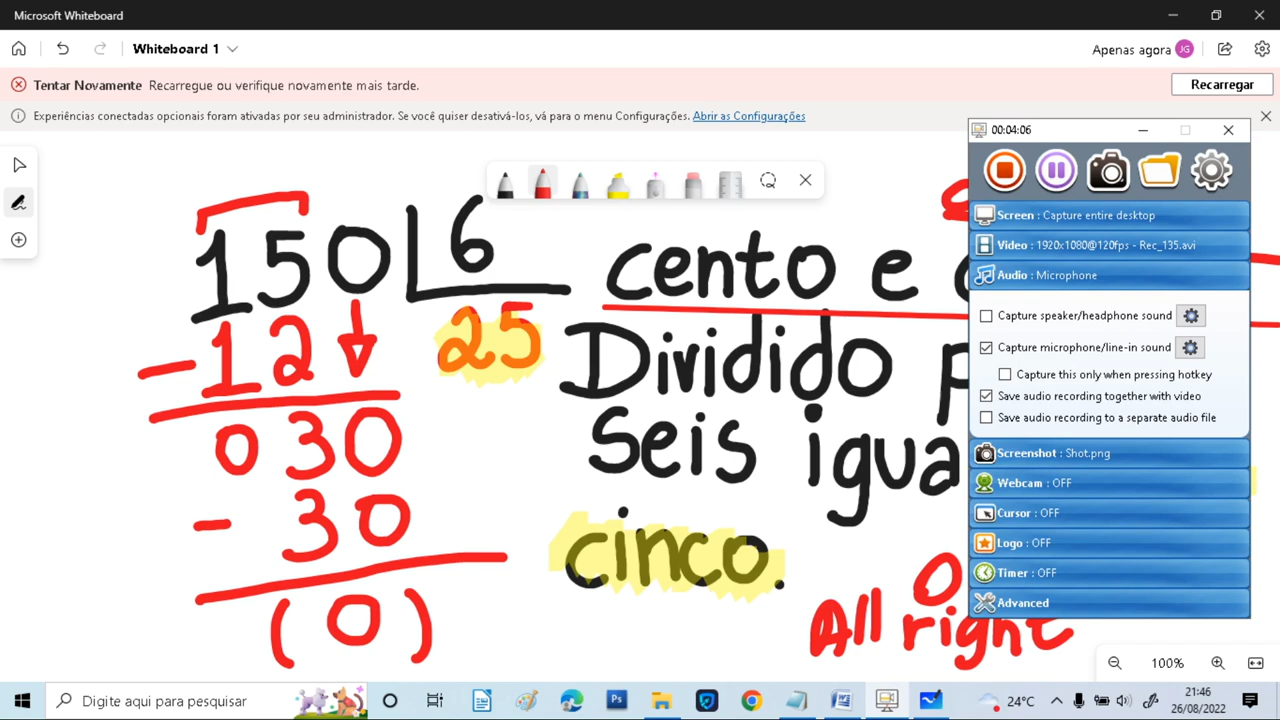 Microsoft Whiteboard
Whiteboard 1
Apenas agora JG
Tentar Novamente Recarregue ou verifique novamente mais tarde.
Recarregar
Experiências conectadas opcionais foram ativadas por seu administrador. Se você quiser desativá-los, vá para o menu Configurações. Abrir as Configurações
150 6
25
-12
030
-30
(0)
cento e
Dividido p
Seis igua
cinco.
All right
00:04:06
Screen : Capture entire desktop
Video : 1920x1080@120fps - Rec_135.avi
Audio : Microphone
Capture speaker/headphone sound
Capture microphone/line-in sound
Capture this only when pressing hotkey
Save audio recording together with video
Save audio recording to a separate audio file
Screenshot : Shot.png
Webcam : OFF
Cursor : OFF
Logo : OFF
Timer : OFF
Advanced
100%
Digite aqui para pesquisar
Ps
24°C
21:46
26/08/2022